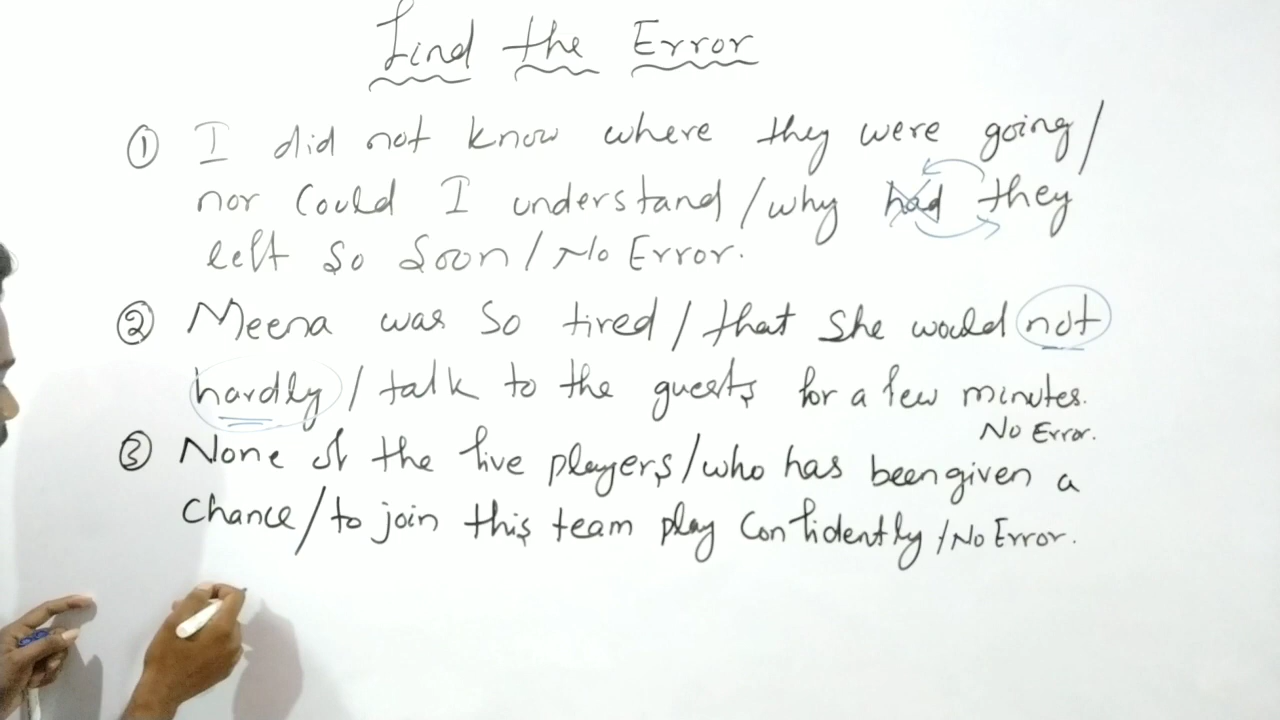 Find the Error
① I did not know where they were going/
nor Could I understand/why had they
left so Soon/No Error.
② Meena was so tired/that she would not
hardly/talk to the guests for a few minutes.
No Error.
③ None of the five players/who has been given a
Chance/to join this team play Confidently/No Error.